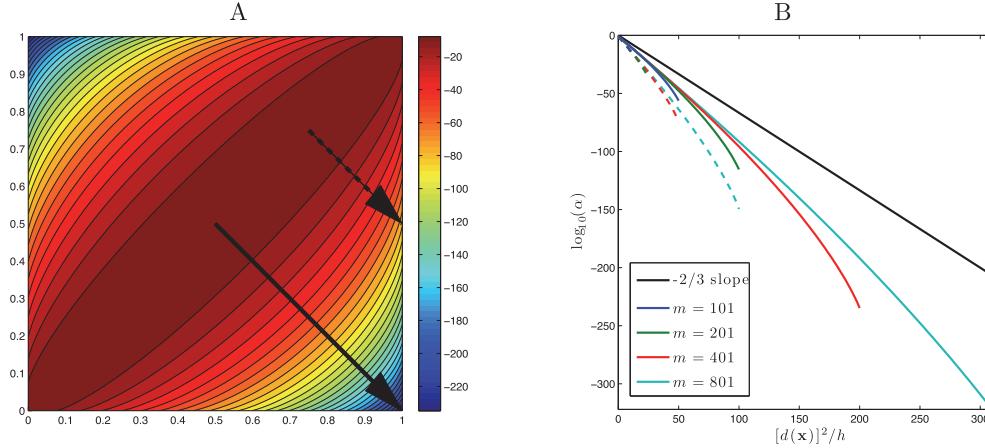 A
1
0.9
0.8
0.7
0.6
0.5
0.4
0.3
0.2
0.1
0
0 0.1 0.2 0.3 0.4 0.5 0.6 0.7 0.8 0.9 1
-20
-40
-60
-80
-100
-120
-140
-160
-180
-200
-220
B
0
-50
-100
-150
-200
-250
-300
log₁₀(α)
-2/3 slope
m = 101
m = 201
m = 401
m = 801
0 50 100 150 200 250 300
[d(x)]²/h